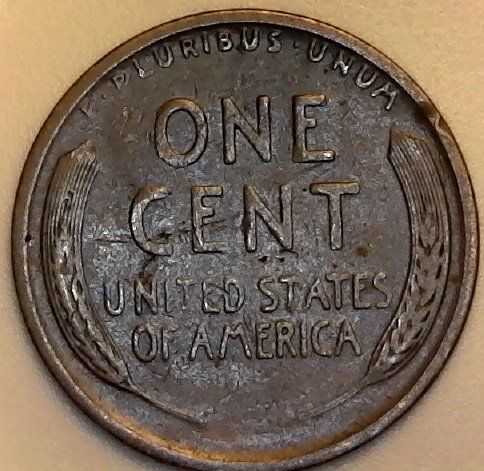 E · PLURIBUS · UNUM
ONE
CENT
UNITED STATES
OF AMERICA